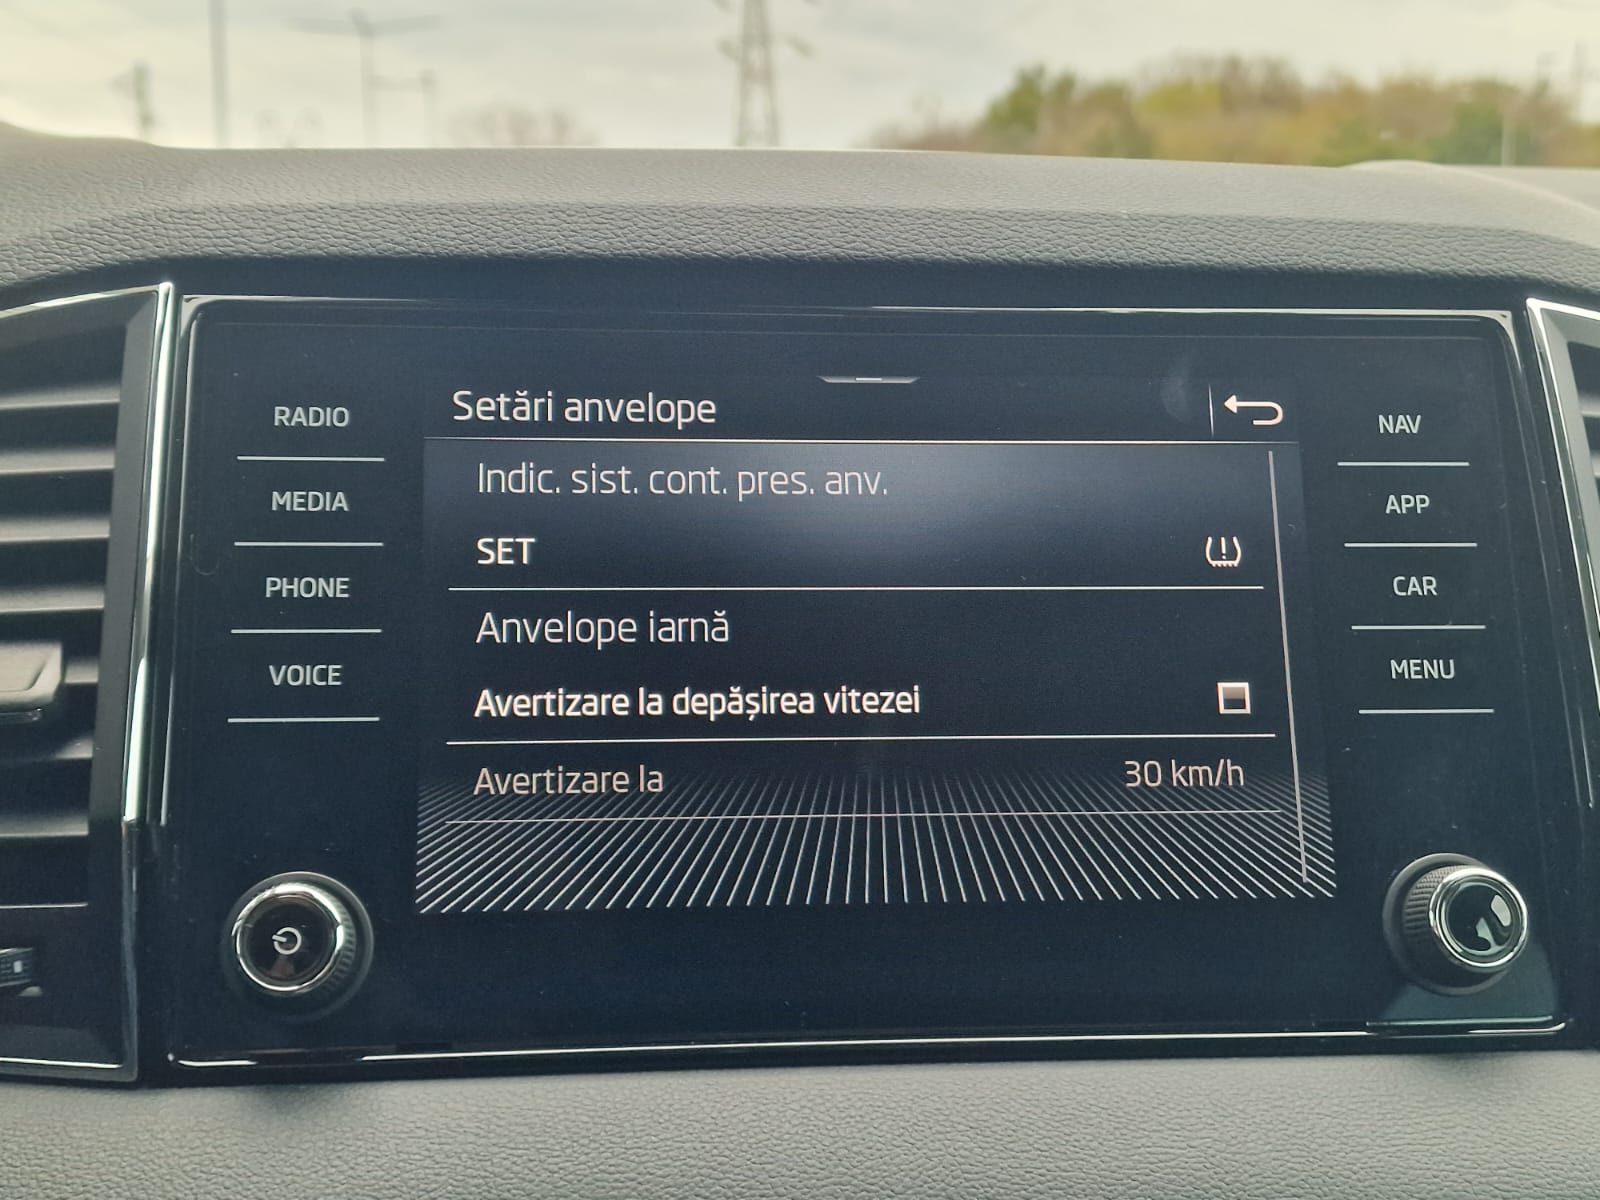 Setări anvelope
RADIO
NAV
Indic. sist. cont. pres. anv.
MEDIA
APP
SET
PHONE
CAR
Anvelope iarnă
VOICE
MENU
Avertizare la depășirea vitezei
Avertizare la 30 km/h